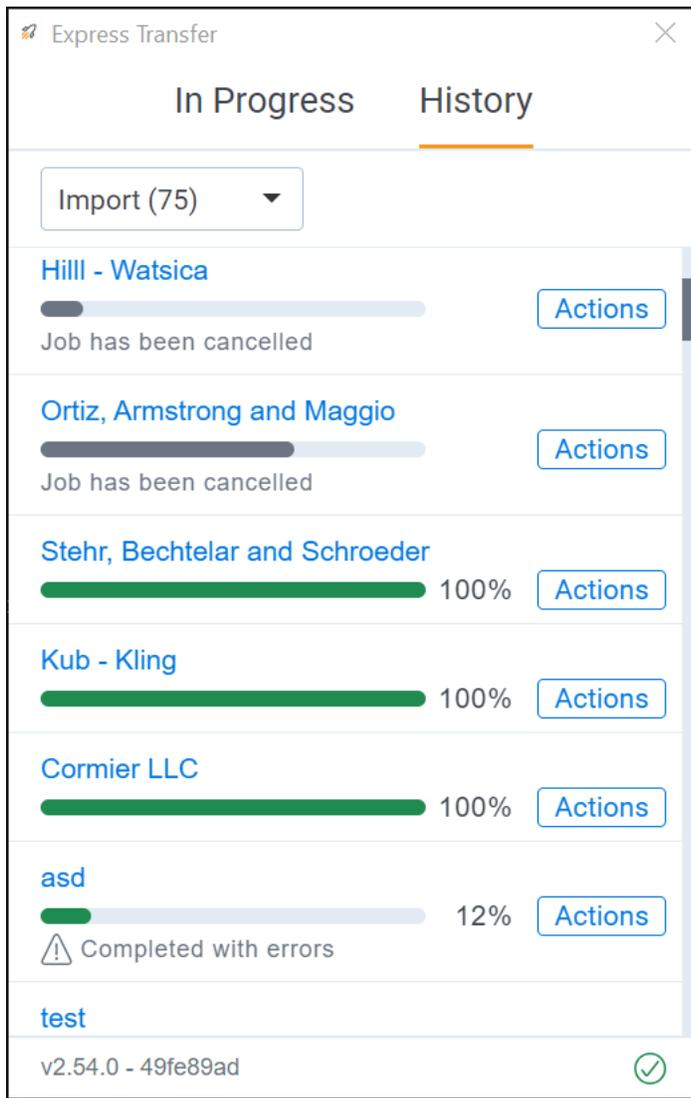 Express Transfer
In Progress History
Import (75)
Hilll - Watsica
Actions
Job has been cancelled
Ortiz, Armstrong and Maggio
Actions
Job has been cancelled
Stehr, Bechtelar and Schroeder
100% Actions
Kub - Kling
100% Actions
Cormier LLC
100% Actions
asd
12% Actions
Completed with errors
test
v2.54.0 - 49fe89ad